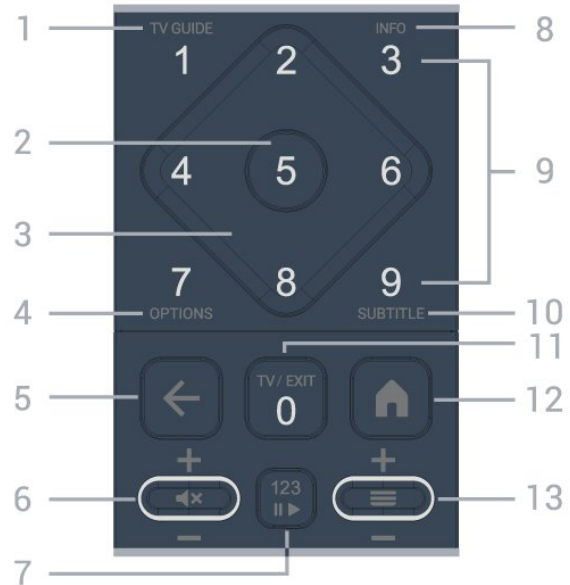 1 TV GUIDE INFO 8
1 2 3
2
4 5 6 9
3
7 8 9
4 OPTIONS SUBTITLE 10
11
TV / EXIT
5 0 12
+ +
6 13
123
- -
7